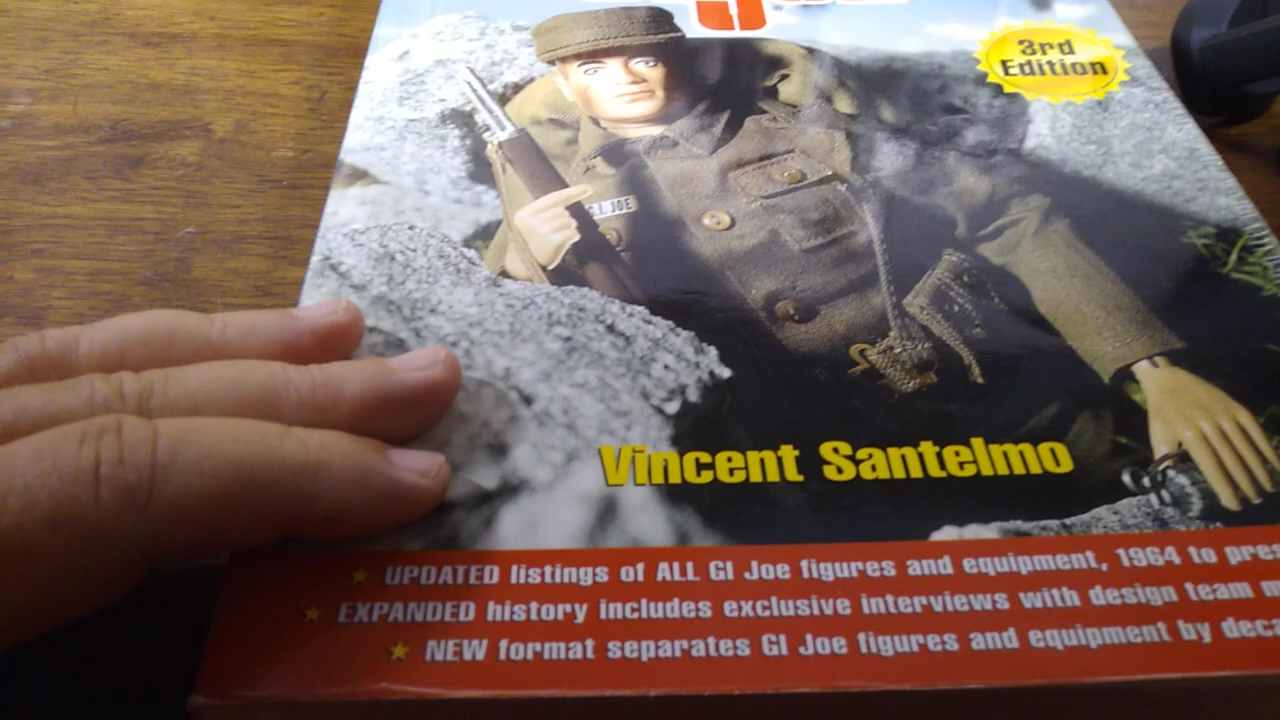 3rd
Edition
G.I. JOE
Vincent Santelmo
UPDATED listings of ALL GI Joe figures and equipment, 1964 to
EXPANDED history includes exclusive interviews with design team
NEW format separates GI Joe figures and equipment by